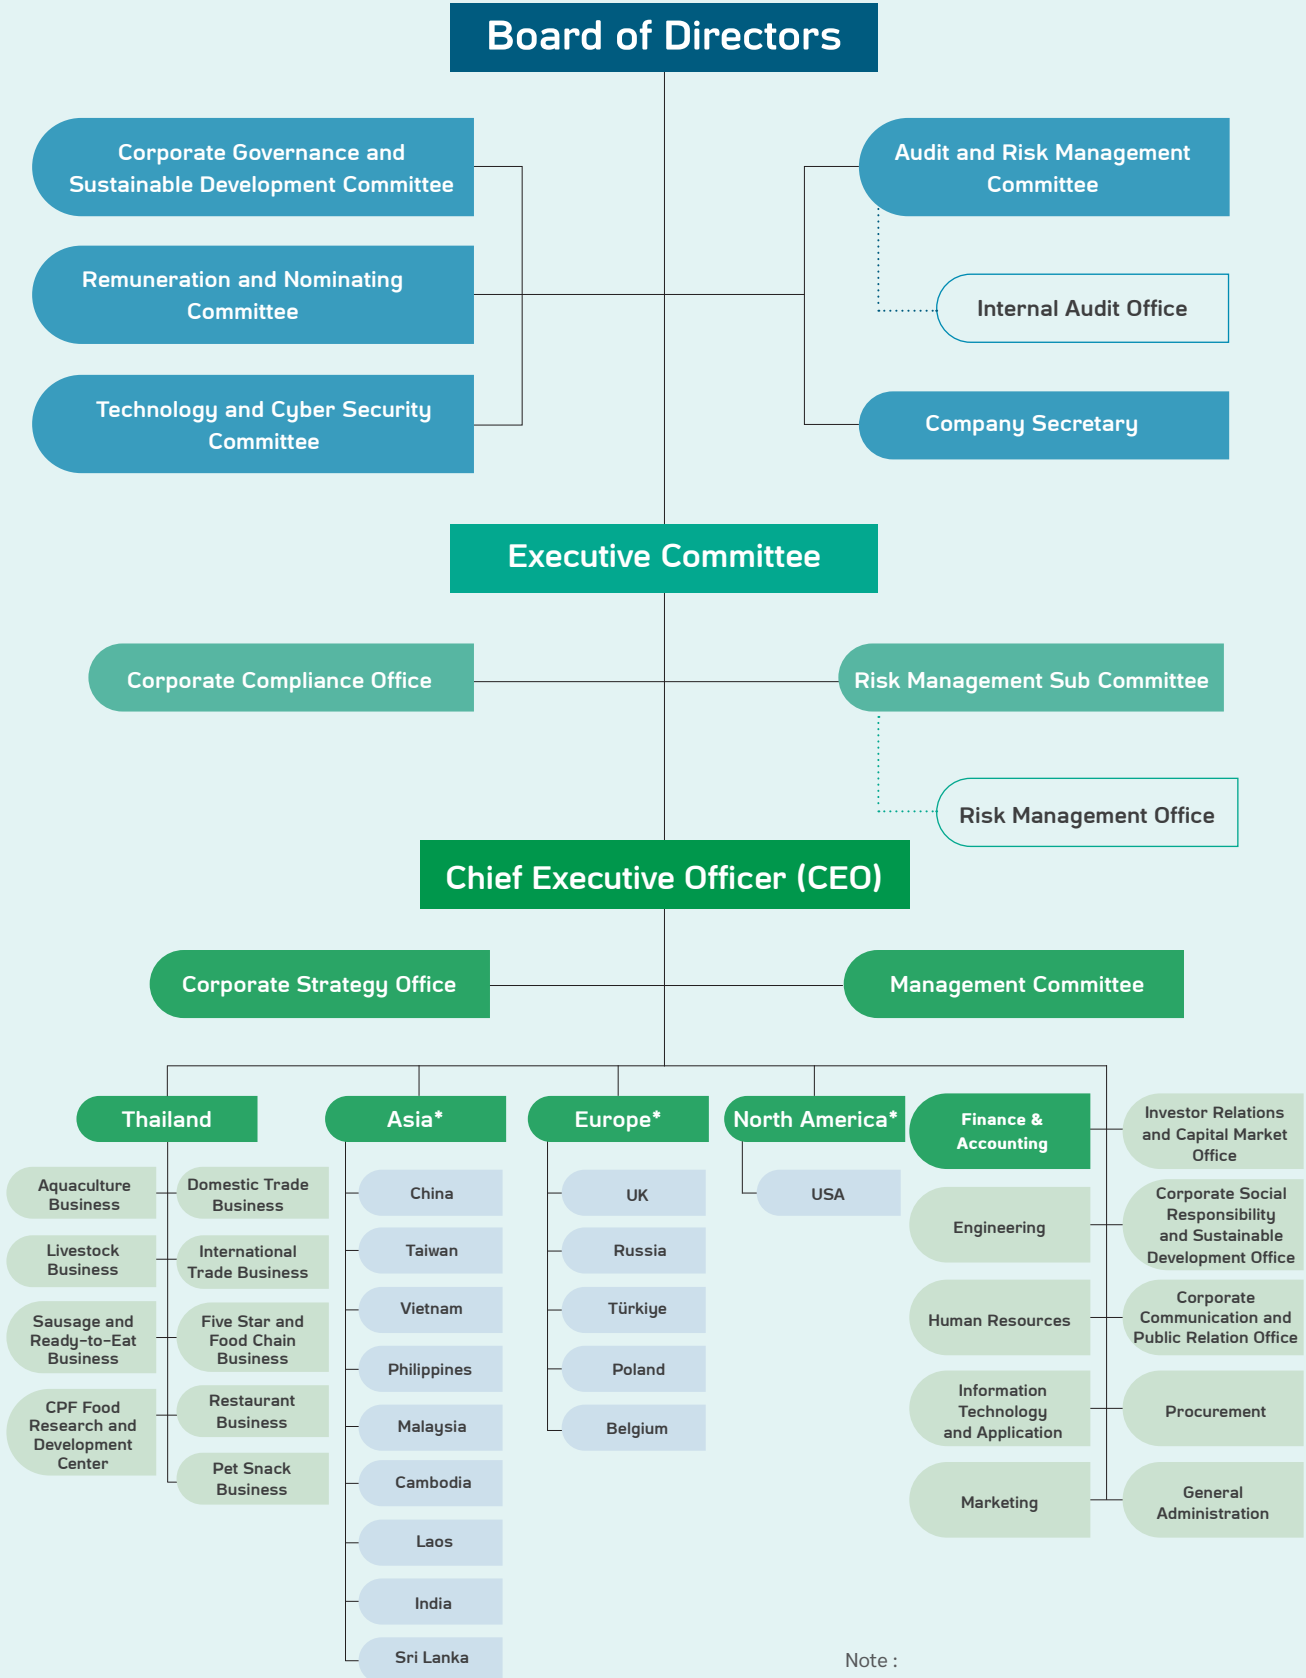 Board of Directors
Corporate Governance and
Sustainable Development Committee
Audit and Risk Management
Committee
Remuneration and Nominating
Committee
Internal Audit Office
Technology and Cyber Security
Committee
Company Secretary
Executive Committee
Corporate Compliance Office
Risk Management Sub Committee
Risk Management Office
Chief Executive Officer (CEO)
Corporate Strategy Office
Management Committee
Thailand
Aquaculture
Business
Domestic Trade
Business
Livestock
Business
International
Trade Business
Sausage and
Ready-to-Eat
Business
Five Star and
Food Chain
Business
CPF Food
Research and
Development
Center
Restaurant
Business
Pet Snack
Business
Asia*
China
Taiwan
Vietnam
Philippines
Malaysia
Cambodia
Laos
India
Sri Lanka
Europe*
UK
Russia
Türkiye
Poland
Belgium
North America*
USA
Finance &
Accounting
Investor Relations
and Capital Market
Office
Engineering
Corporate Social
Responsibility
and Sustainable
Development Office
Human Resources
Corporate
Communication and
Public Relation Office
Information
Technology
and Application
Procurement
Marketing
General
Administration
Note :